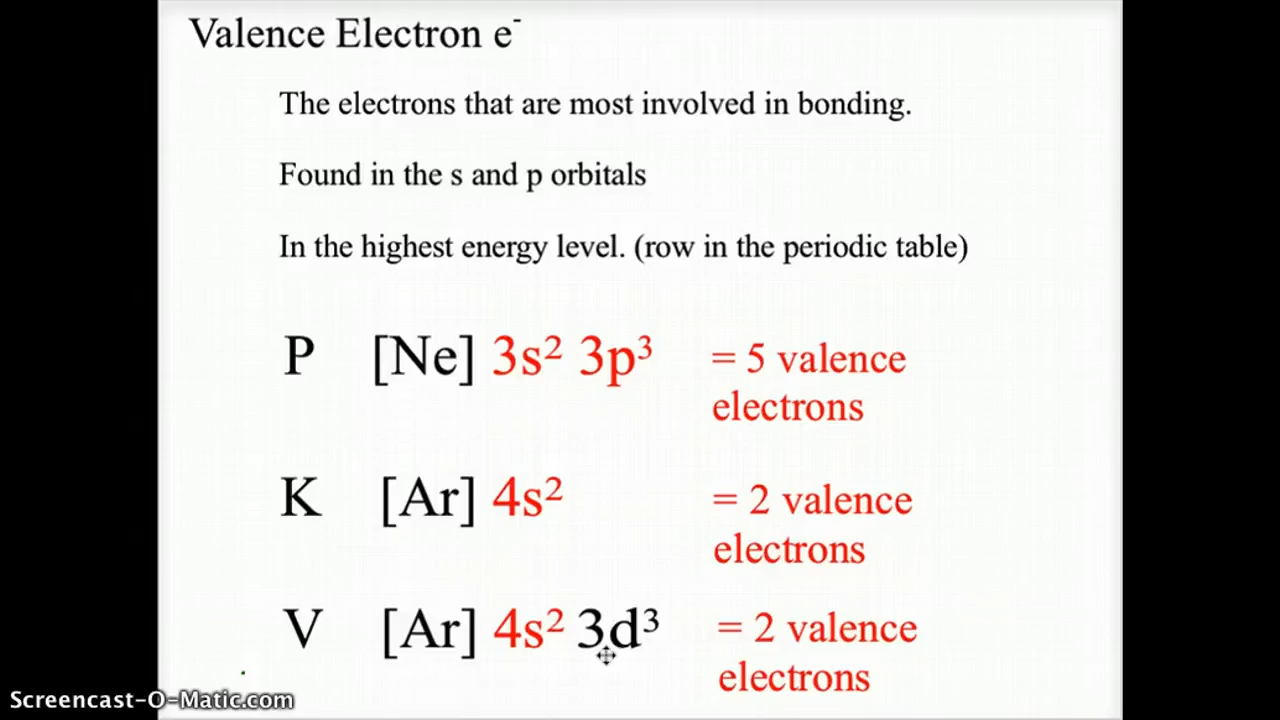 Valence Electron e⁻
The electrons that are most involved in bonding.
Found in the s and p orbitals
In the highest energy level. (row in the periodic table)
P [Ne] 3s² 3p³ = 5 valence
electrons
K [Ar] 4s² = 2 valence
electrons
V [Ar] 4s² 3d³ = 2 valence
electrons
Screencast-O-Matic.com